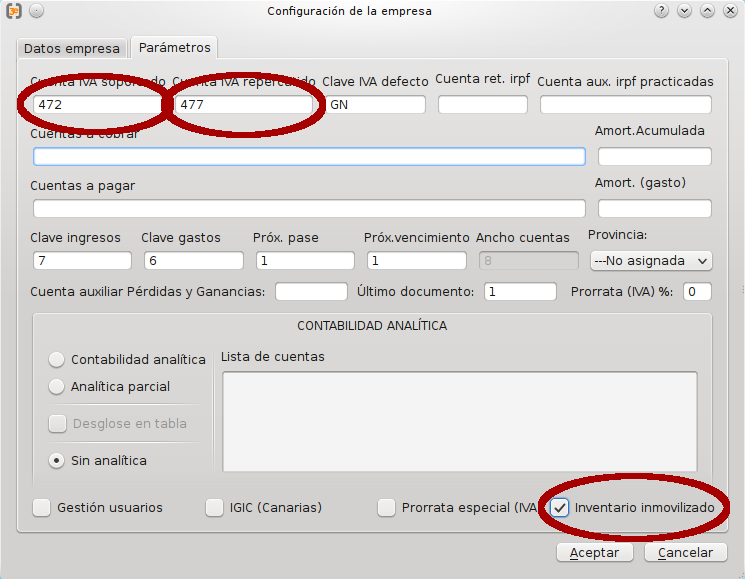 Configuración de la empresa
Datos empresa
Parámetros
Cuenta IVA soportado Cuenta IVA repercutido Clave IVA defecto Cuenta ret. irpf Cuenta aux. irpf practicadas
472 477 GN
Cuentas a cobrar Amort.Acumulada
Cuentas a pagar Amort. (gasto)
Clave ingresos Clave gastos Próx. pase Próx.vencimiento Ancho cuentas Provincia:
7 6 1 1 8 ---No asignada
Cuenta auxiliar Pérdidas y Ganancias: Último documento: 1 Prorrata (IVA) %: 0
CONTABILIDAD ANALÍTICA
Contabilidad analítica Lista de cuentas
Analítica parcial
Desglose en tabla
Sin analítica
Gestión usuarios IGIC (Canarias) Prorrata especial (IVA Inventario inmovilizado
Aceptar Cancelar